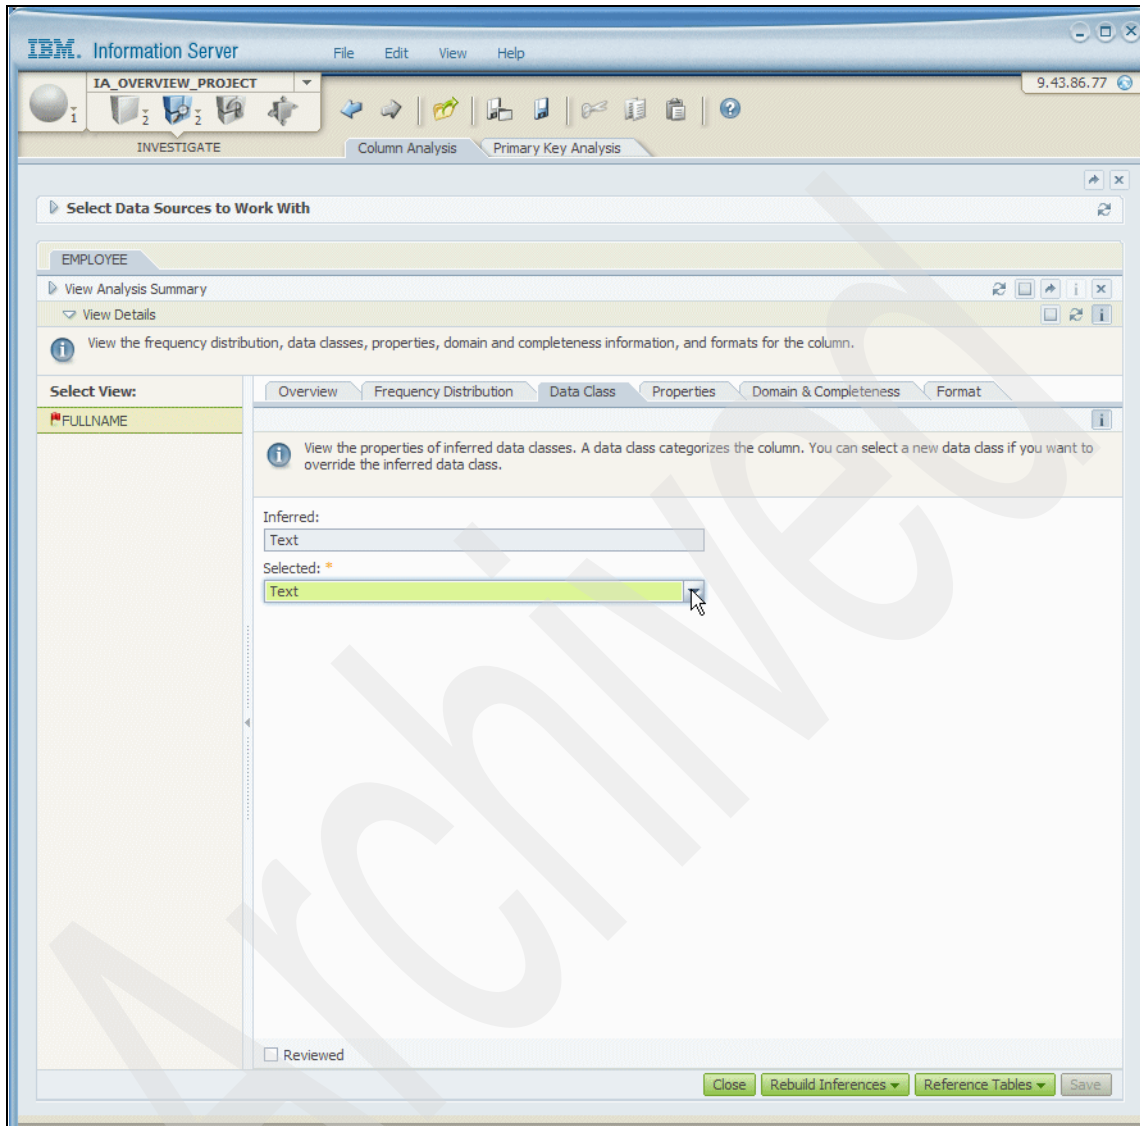 IBM. Information Server
File Edit View Help
IA_OVERVIEW_PROJECT
9.43.86.77
1 2 2
INVESTIGATE
Column Analysis Primary Key Analysis
Select Data Sources to Work With
EMPLOYEE
View Analysis Summary
View Details
View the frequency distribution, data classes, properties, domain and completeness information, and formats for the column.
Select View:
Overview Frequency Distribution Data Class Properties Domain & Completeness Format
FULLNAME
View the properties of inferred data classes. A data class categorizes the column. You can select a new data class if you want to
override the inferred data class.
Inferred:
Text
Selected: *
Text
Reviewed
Close Rebuild Inferences Reference Tables Save
Archived